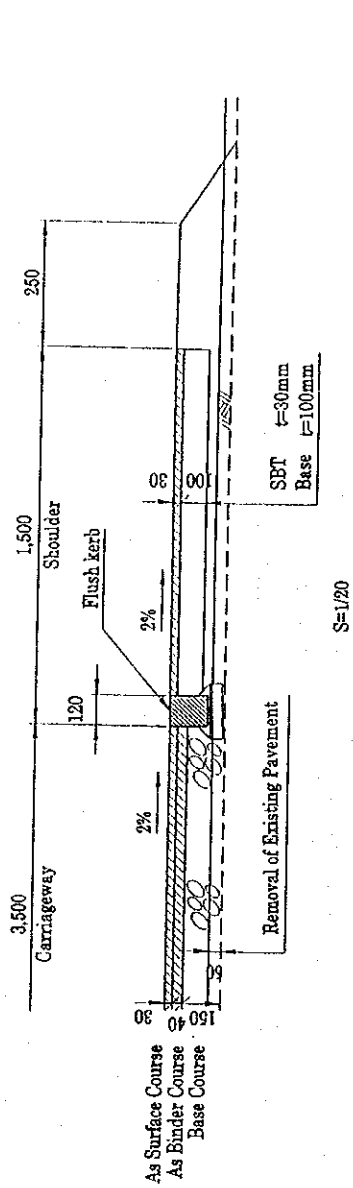 3,500
Carriageway
1,500
Shoulder
250
120
Flush kerb
2%
2%
30
40
150
30
100
As Surface Course
As Binder Course
Base Course
Removal of Existing Pavement
SBT t=30mm
Base t=100mm
S=1/20